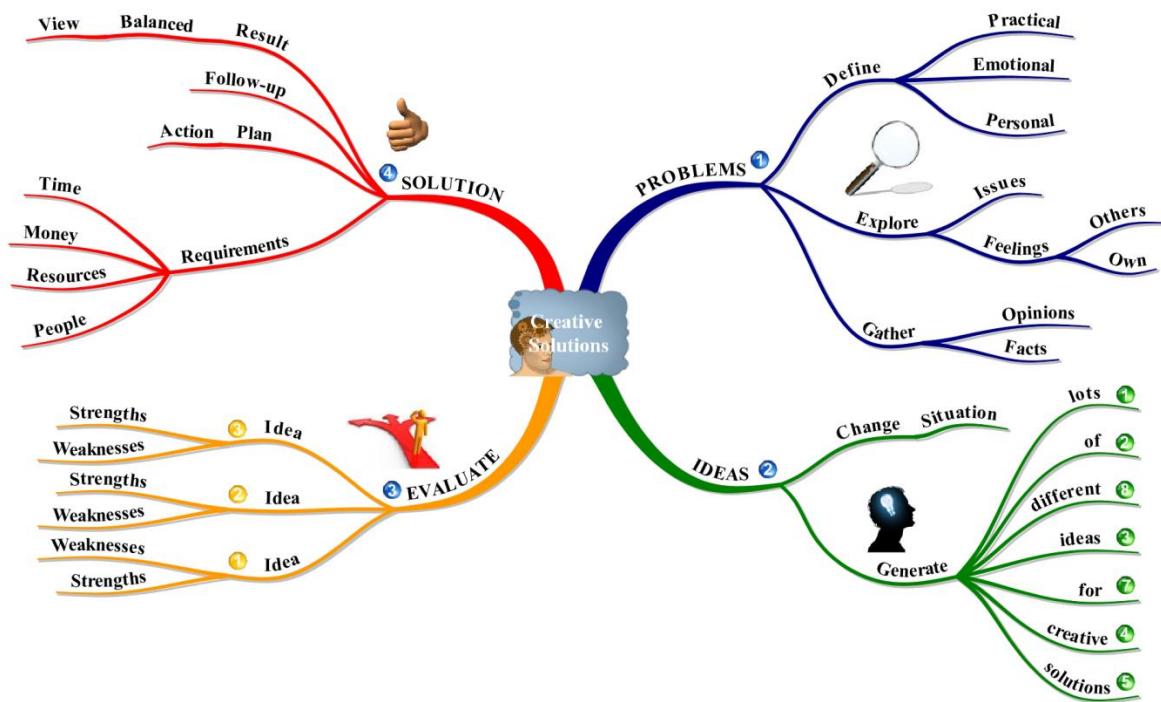 Creative
Solutions
PROBLEMS 1
Define
Practical
Emotional
Personal
Explore
Issues
Feelings
Others
Own
Gather
Opinions
Facts
IDEAS 2
Change Situation
Generate
lots 1
of 2
different 8
ideas 3
for 7
creative 4
solutions 5
3 EVALUATE
3 Idea
Strengths
Weaknesses
2 Idea
Strengths
Weaknesses
1 Idea
Weaknesses
Strengths
4 SOLUTION
View Balanced Result
Follow-up
Action Plan
Requirements
Time
Money
Resources
People